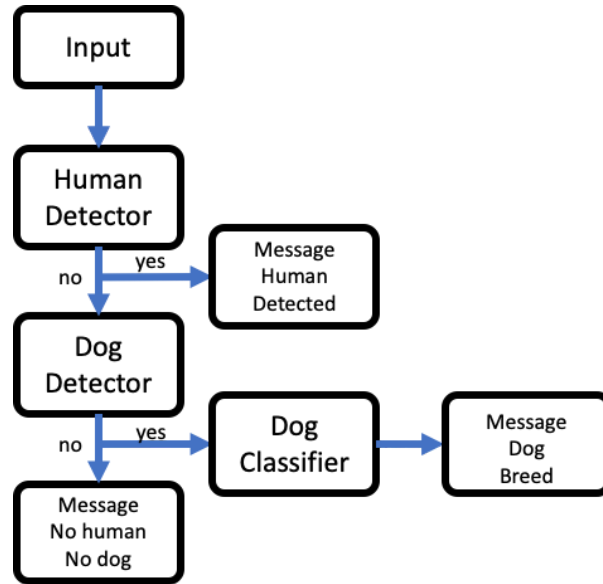 Input
Human
Detector
no
yes
Message
Human
Detected
Dog
Detector
no
yes
Dog
Classifier
Message
Dog
Breed
Message
No human
No dog